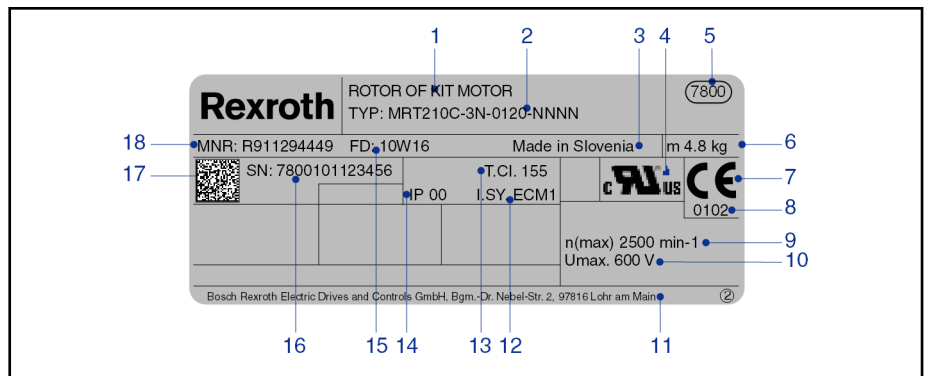 1 2 3 4 5
Rexroth
ROTOR OF KIT MOTOR
7800
TYP: MRT210C-3N-0120-NNNN
18 MNR: R911294449 FD: 10W16 Made in Slovenia m 4.8 kg 6
17 SN: 7800101123456 T.Cl. 155 c RU US CE 7
IP 00 I.SY. ECM1
0102 8
n(max) 2500 min-1 9
Umax. 600 V 10
Bosch Rexroth Electric Drives and Controls GmbH, Bgm.-Dr. Nebel-Str. 2, 97816 Lohr am Main ②
16 15 14 13 12 11